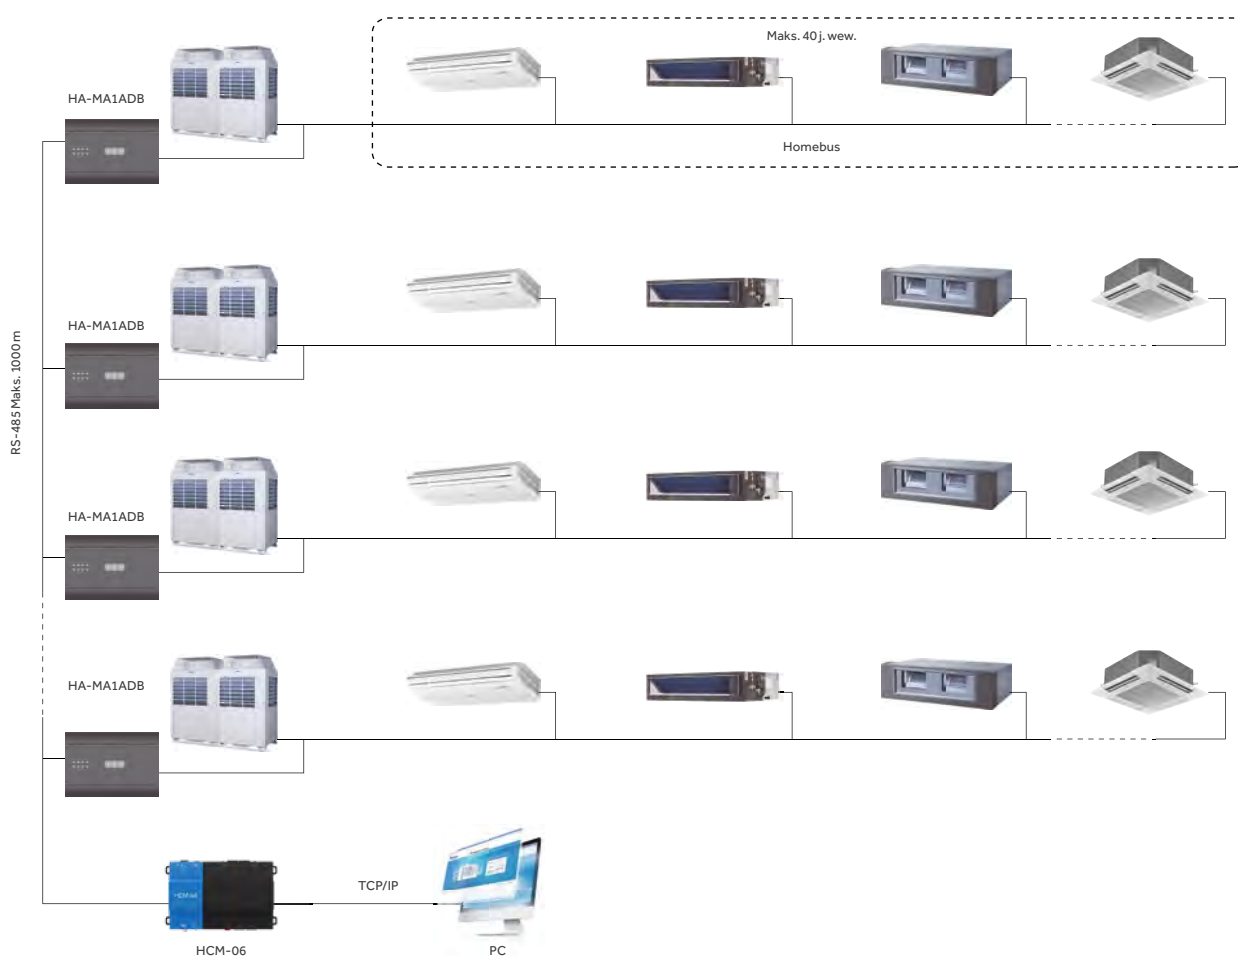 Maks. 40 j. wew.
HA-MA1ADB
Homebus
HA-MA1ADB
RS-485 Maks. 1000 m
HA-MA1ADB
HA-MA1ADB
TCP/IP
HCM-06
PC